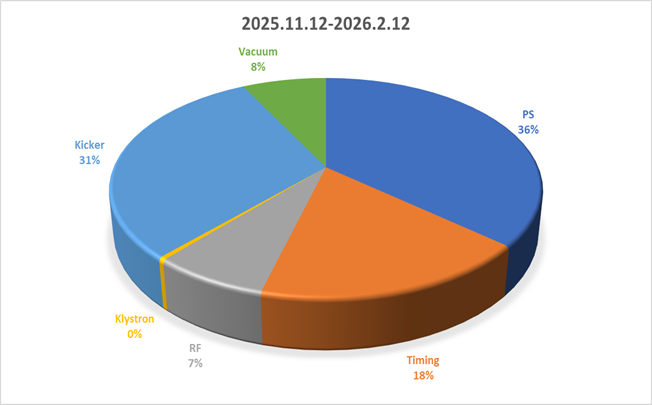 2025.11.12-2026.2.12
Vacuum
8%
PS
36%
Kicker
31%
Klystron
0%
RF
7%
Timing
18%